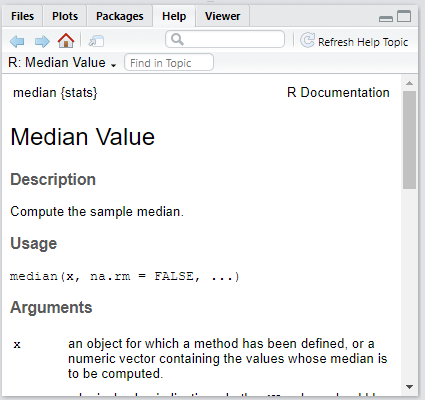 Files Plots Packages Help Viewer
Refresh Help Topic
R: Median Value Find in Topic
median {stats} R Documentation
Median Value
Description
Compute the sample median.
Usage
median(x, na.rm = FALSE, ...)
Arguments
x an object for which a method has been defined, or a
numeric vector containing the values whose median is
to be computed.